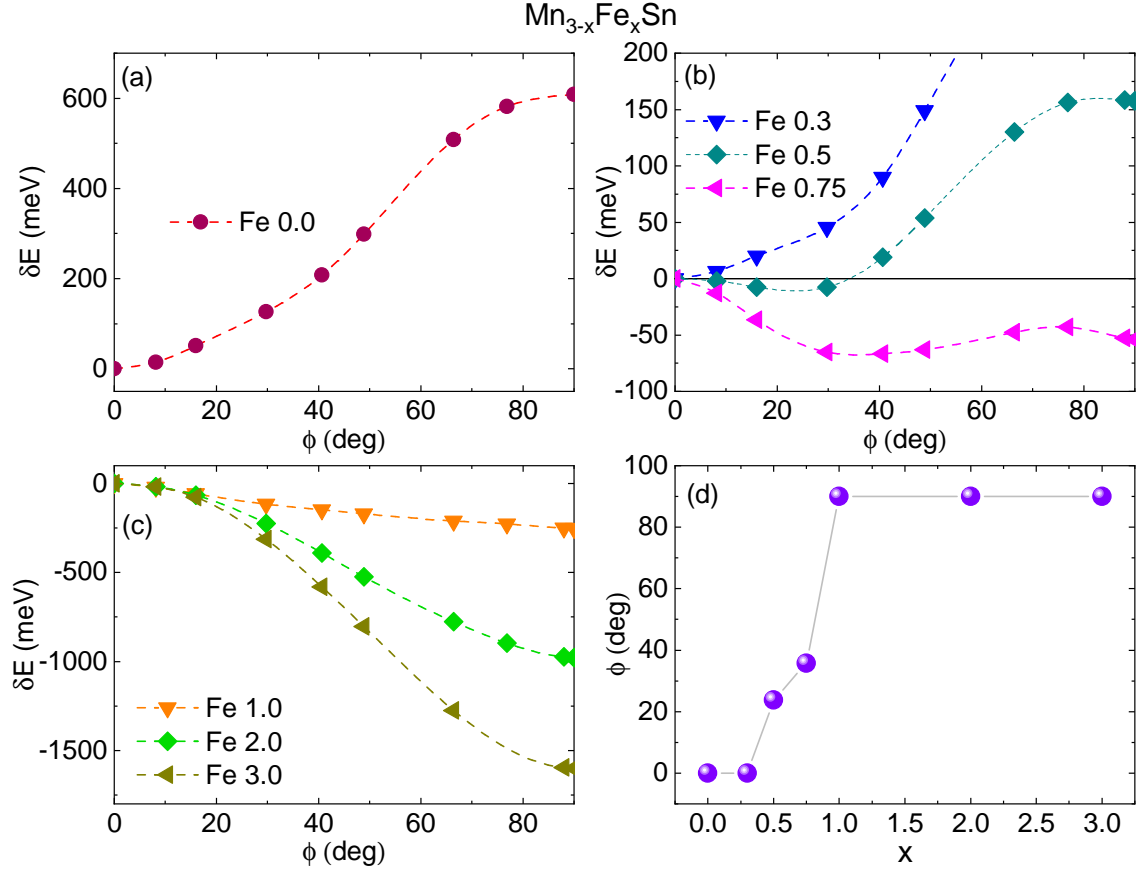 Mn3-xFexSn
(a)
600
400
200
0
δE (meV)
Fe 0.0
0 20 40 60 80
ϕ (deg)
(b)
200
150
100
50
0
-50
-100
δE (meV)
Fe 0.3
Fe 0.5
Fe 0.75
0 20 40 60 80
ϕ (deg)
(c)
0
-500
-1000
-1500
δE (meV)
Fe 1.0
Fe 2.0
Fe 3.0
0 20 40 60 80
ϕ (deg)
(d)
100
80
60
40
20
0
ϕ (deg)
0.0 0.5 1.0 1.5 2.0 2.5 3.0
x